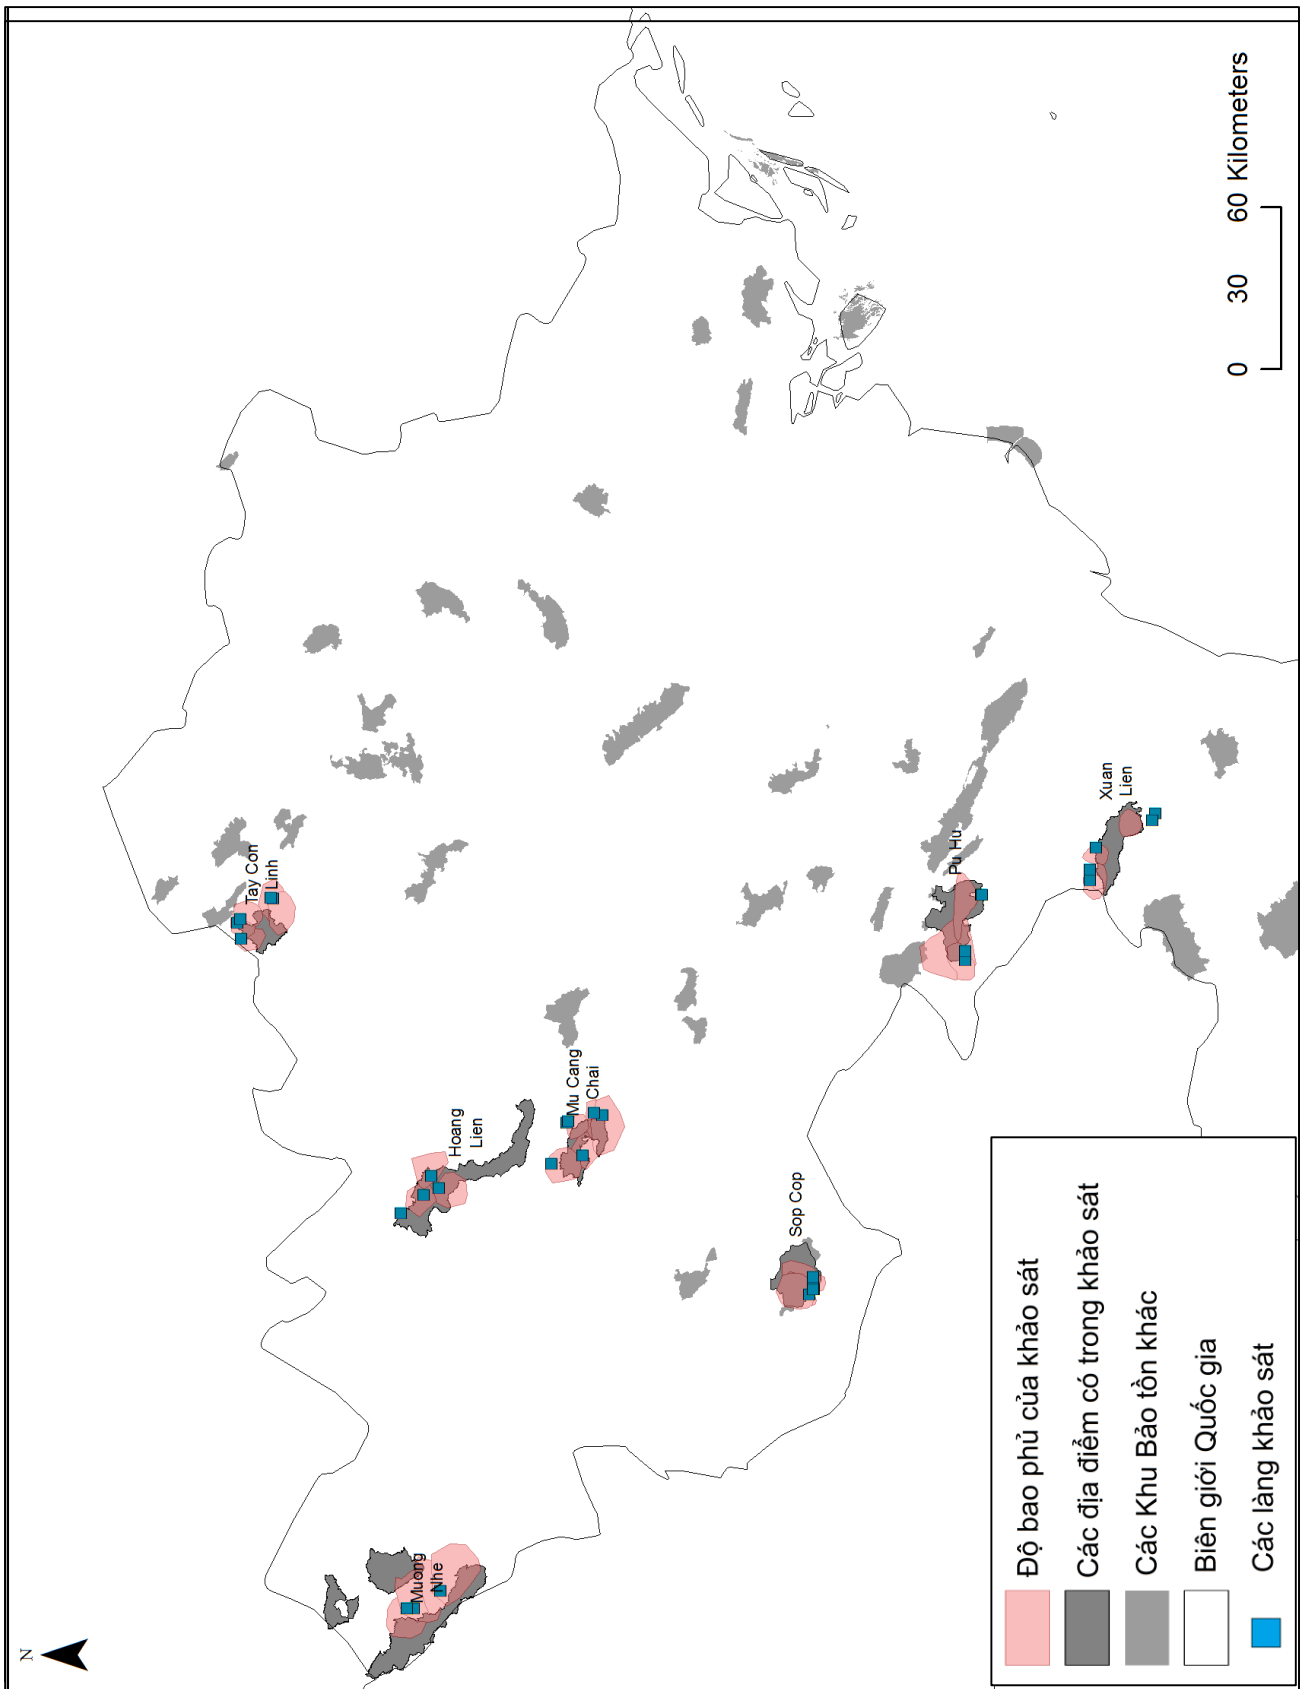 N
Tay Con
Linh
Hoang
Lien
Mu Cang
Chai
Muong
Nhe
Sop Cop
Pu Hu
Xuan
Lien
0 30 60 Kilometers
Độ bao phủ của khảo sát
Các địa điểm có trong khảo sát
Các Khu Bảo tồn khác
Biên giới Quốc gia
Các làng khảo sát